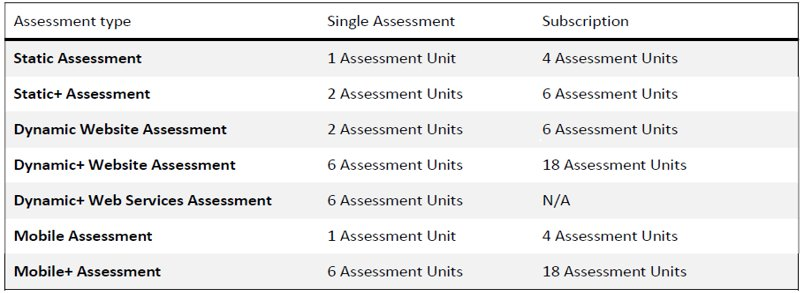 Assessment type Single Assessment Subscription
Static Assessment 1 Assessment Unit 4 Assessment Units
Static+ Assessment 2 Assessment Units 6 Assessment Units
Dynamic Website Assessment 2 Assessment Units 6 Assessment Units
Dynamic+ Website Assessment 6 Assessment Units 18 Assessment Units
Dynamic+ Web Services Assessment 6 Assessment Units N/A
Mobile Assessment 1 Assessment Unit 4 Assessment Units
Mobile+ Assessment 6 Assessment Units 18 Assessment Units